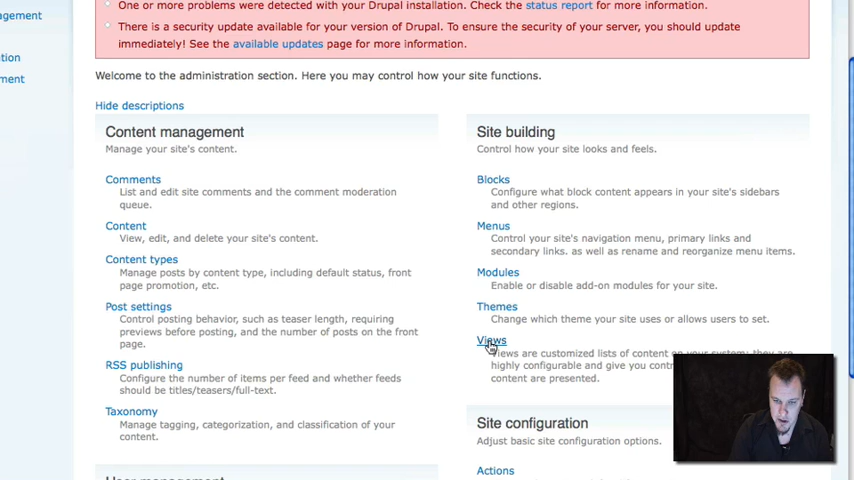 One or more problems were detected with your Drupal installation. Check the status report for more information.
agement
There is a security update available for your version of Drupal. To ensure the security of your server, you should update
immediately! See the available updates page for more information.
tion
ment
Welcome to the administration section. Here you may control how your site functions.
Hide descriptions
Content management
Manage your site's content.
Comments
List and edit site comments and the comment moderation
queue.
Content
View, edit, and delete your site's content.
Content types
Manage posts by content type, including default status, front
page promotion, etc.
Post settings
Control posting behavior, such as teaser length, requiring
previews before posting, and the number of posts on the front
page.
RSS publishing
Configure the number of items per feed and whether feeds
should be titles/teasers/full-text.
Taxonomy
Manage tagging, categorization, and classification of your
content.
User management
Site building
Control how your site looks and feels.
Blocks
Configure what block content appears in your site's sidebars
and other regions.
Menus
Control your site's navigation menu, primary links and
secondary links. as well as rename and reorganize menu items.
Modules
Enable or disable add-on modules for your site.
Themes
Change which theme your site uses or allows users to set.
Views
Views are customized lists of content on your system; they are
highly configurable and give you
content are presented.
Site configuration
Adjust basic site configuration options.
Actions